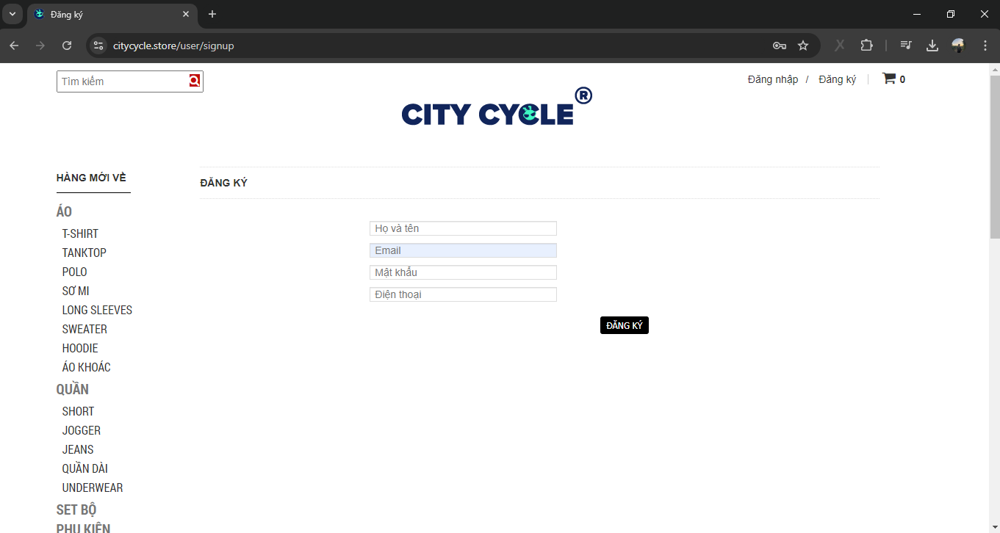 Đăng ký
citycycle.store/user/signup
Tìm kiếm
Đăng nhập / Đăng ký 0
CITY CYCLE ®
HÀNG MỚI VỀ
ÁO
T-SHIRT
TANKTOP
POLO
SƠ MI
LONG SLEEVES
SWEATER
HOODIE
ÁO KHOÁC
QUẦN
SHORT
JOGGER
JEANS
QUẦN DÀI
UNDERWEAR
SET BỘ
PHỤ KIỆN
ĐĂNG KÝ
Họ và tên
Email
Mật khẩu
Điện thoại
ĐĂNG KÝ